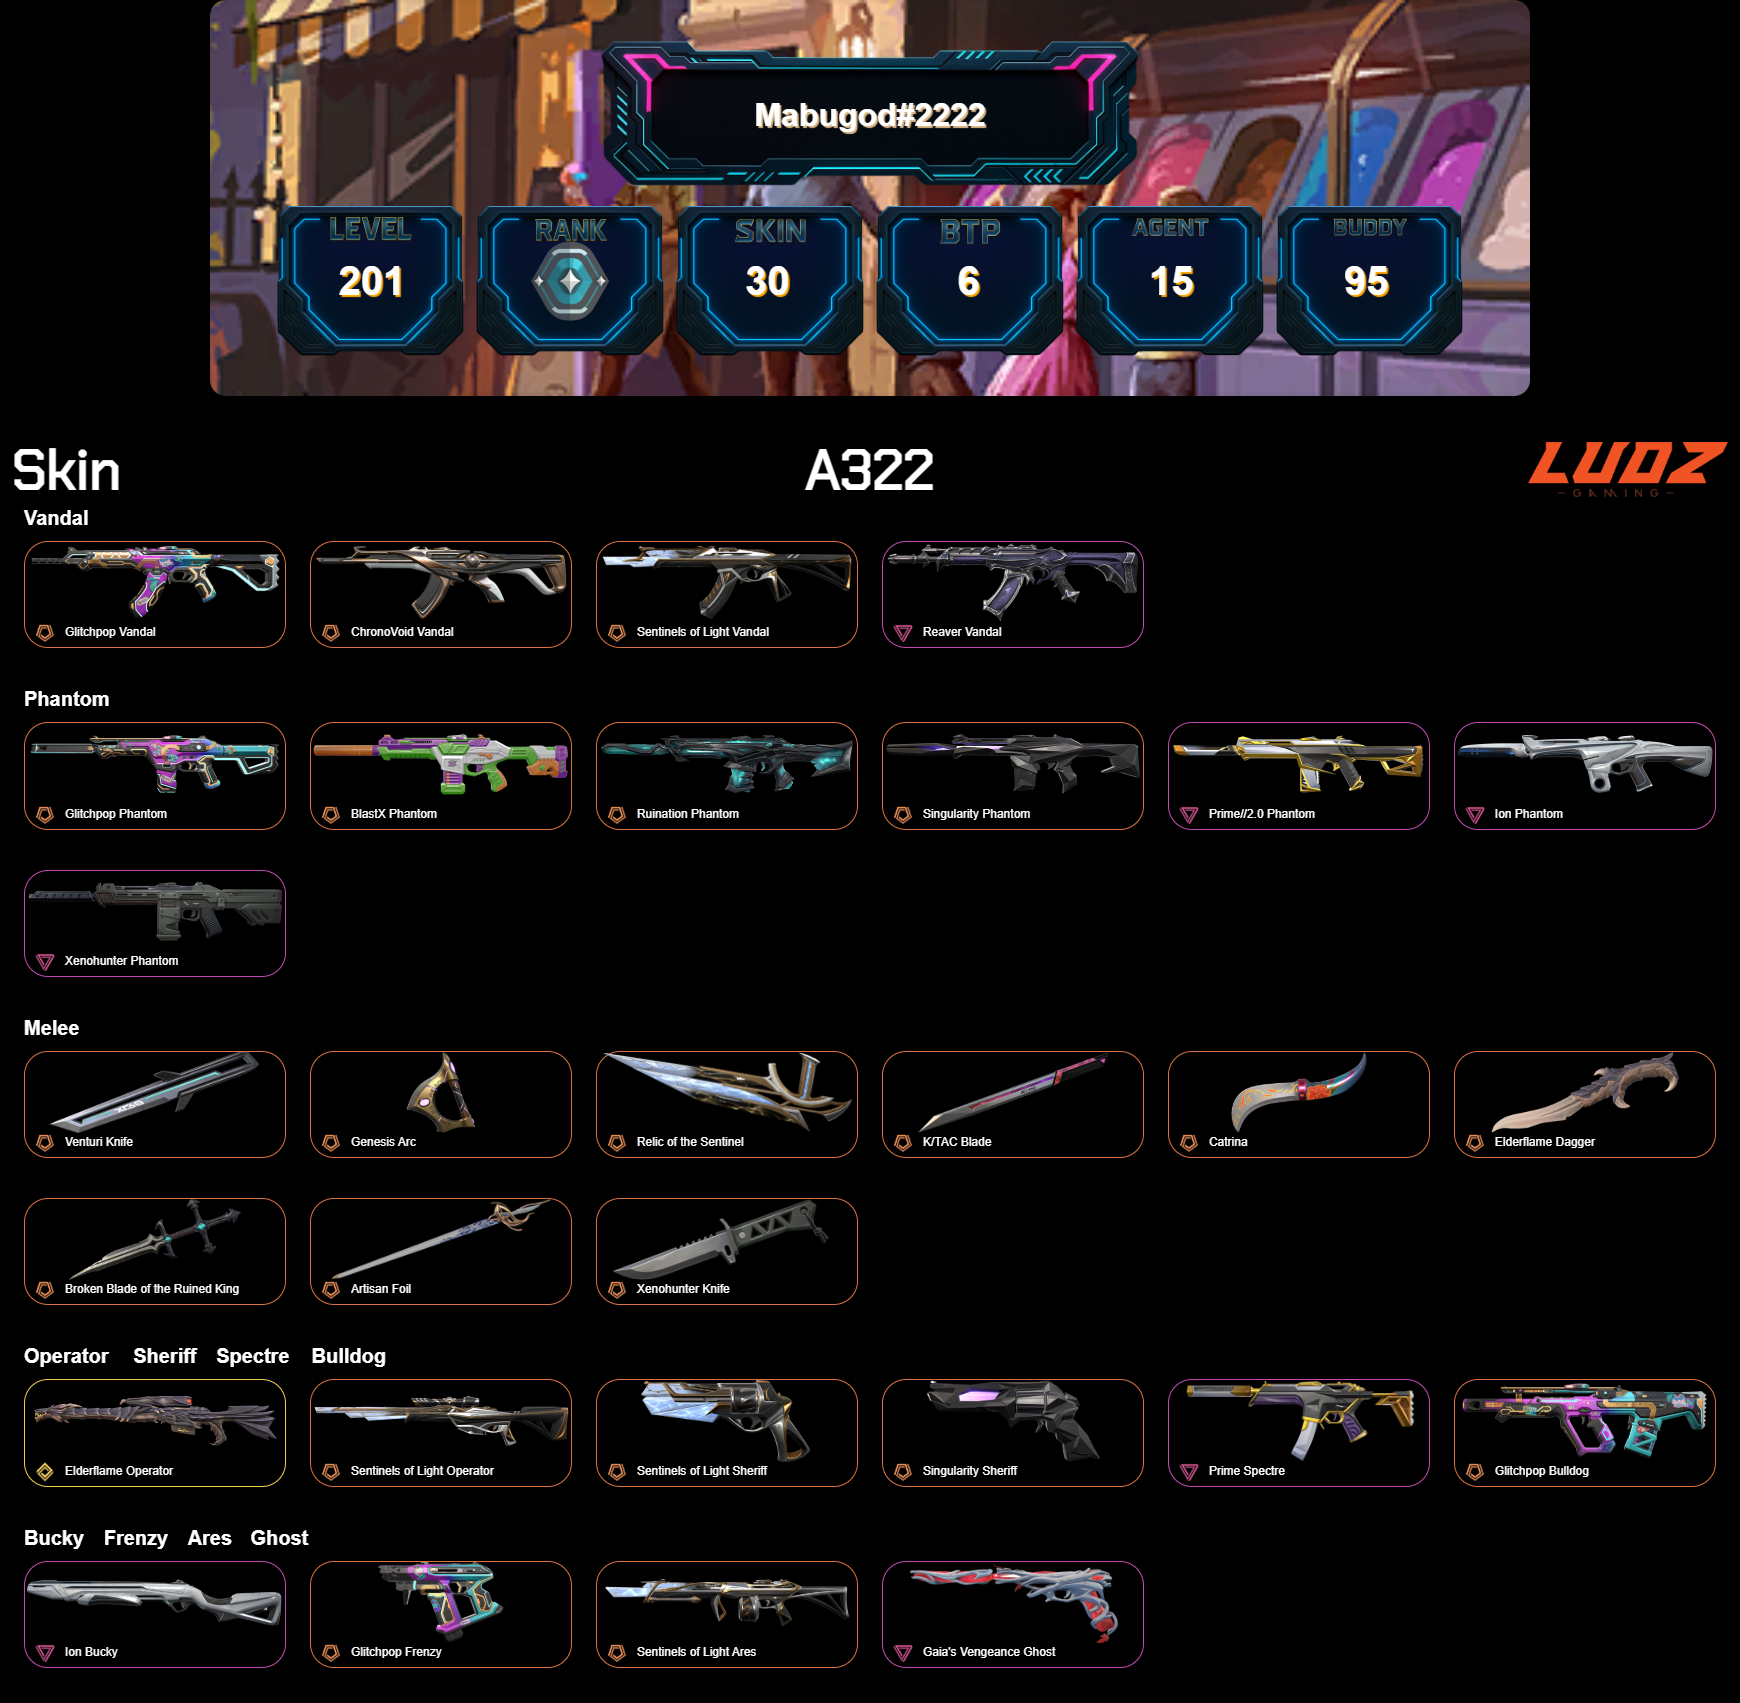 Mabugod#2222
LEVEL RANK SKIN BTP AGENT BUDDY
201 30 6 15 95
Skin A322 LUDZ
GAMING
Vandal
Glitchpop Vandal ChronoVoid Vandal Sentinels of Light Vandal Reaver Vandal
Phantom
Glitchpop Phantom BlastX Phantom Ruination Phantom Singularity Phantom Prime//2.0 Phantom Ion Phantom
Xenohunter Phantom
Melee
Venturi Knife Genesis Arc Relic of the Sentinel K/TAC Blade Catrina Elderflame Dagger
Broken Blade of the Ruined King Artisan Foil Xenohunter Knife
Operator Sheriff Spectre Bulldog
Elderflame Operator Sentinels of Light Operator Sentinels of Light Sheriff Singularity Sheriff Prime Spectre Glitchpop Bulldog
Bucky Frenzy Ares Ghost
Ion Bucky Glitchpop Frenzy Sentinels of Light Ares Gaia's Vengeance Ghost